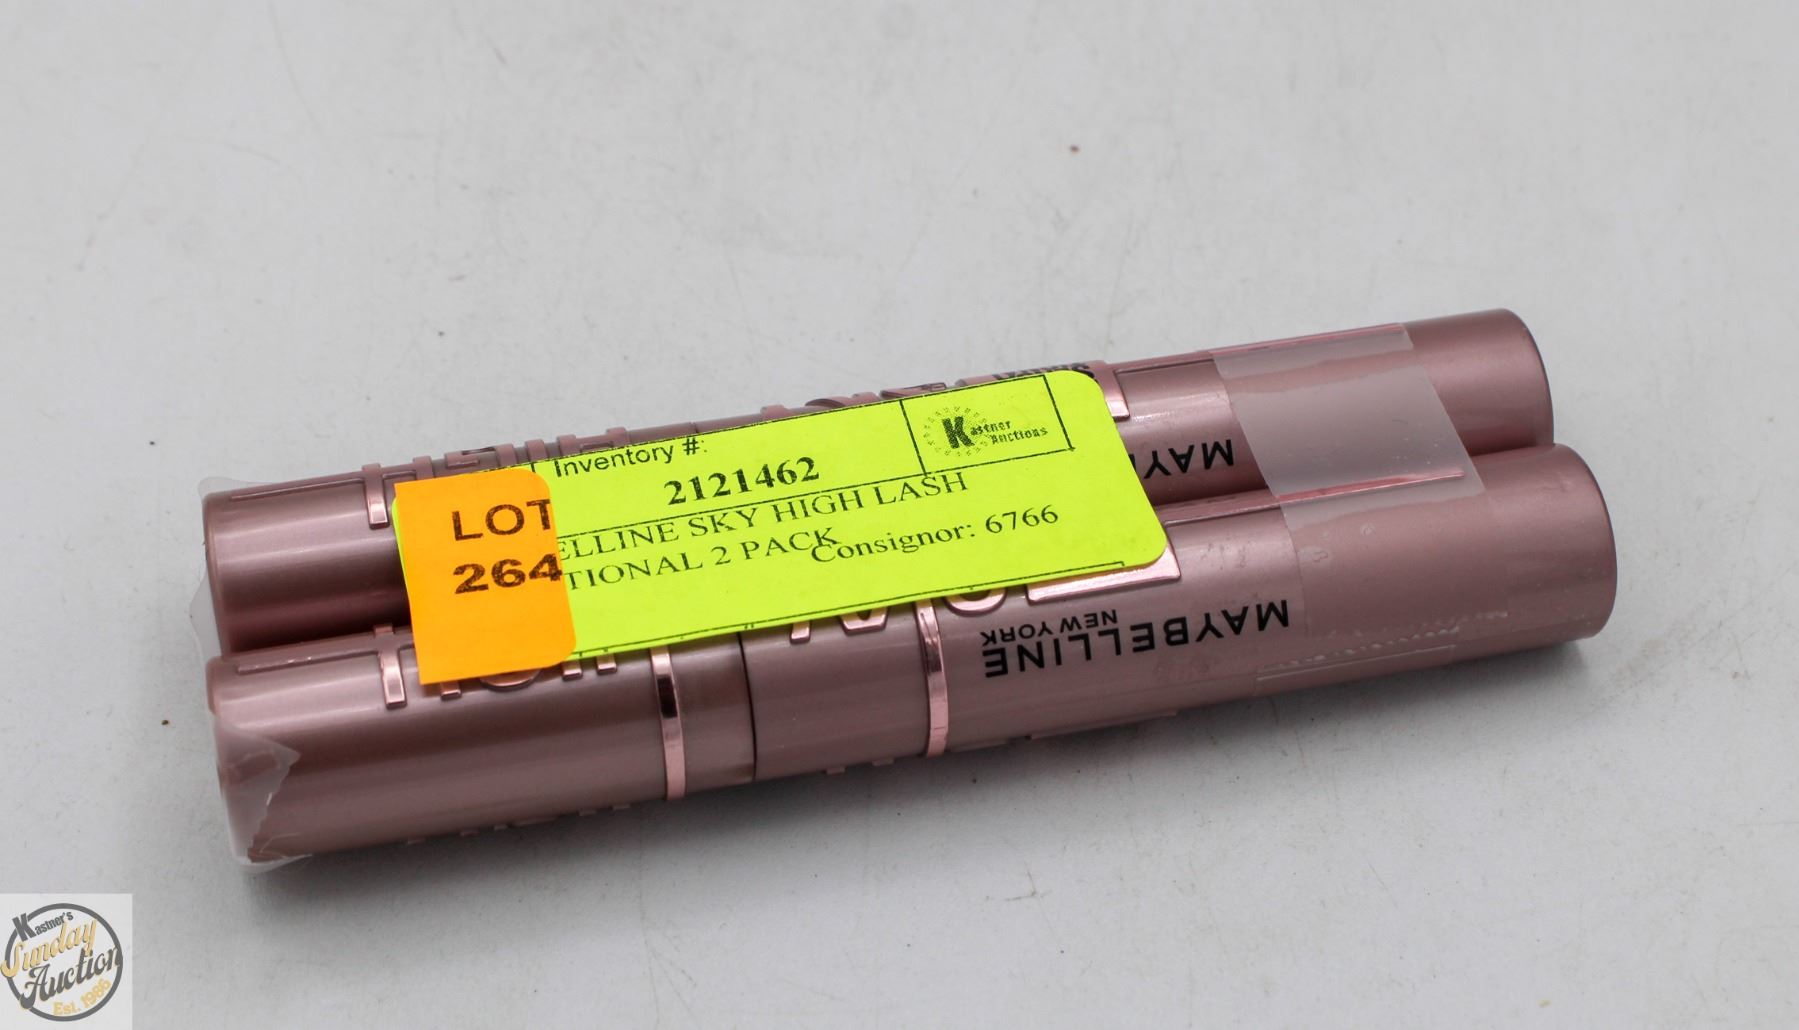 Inventory #:
2121462
Kastner
Auctions
LOT
264
ELLINE SKY HIGH LASH
TIONAL 2 PACK
Consignor: 6766
MAY
MAYBELLINE
NEW YORK
Kastner's
Sunday
Auction
Est. 1986